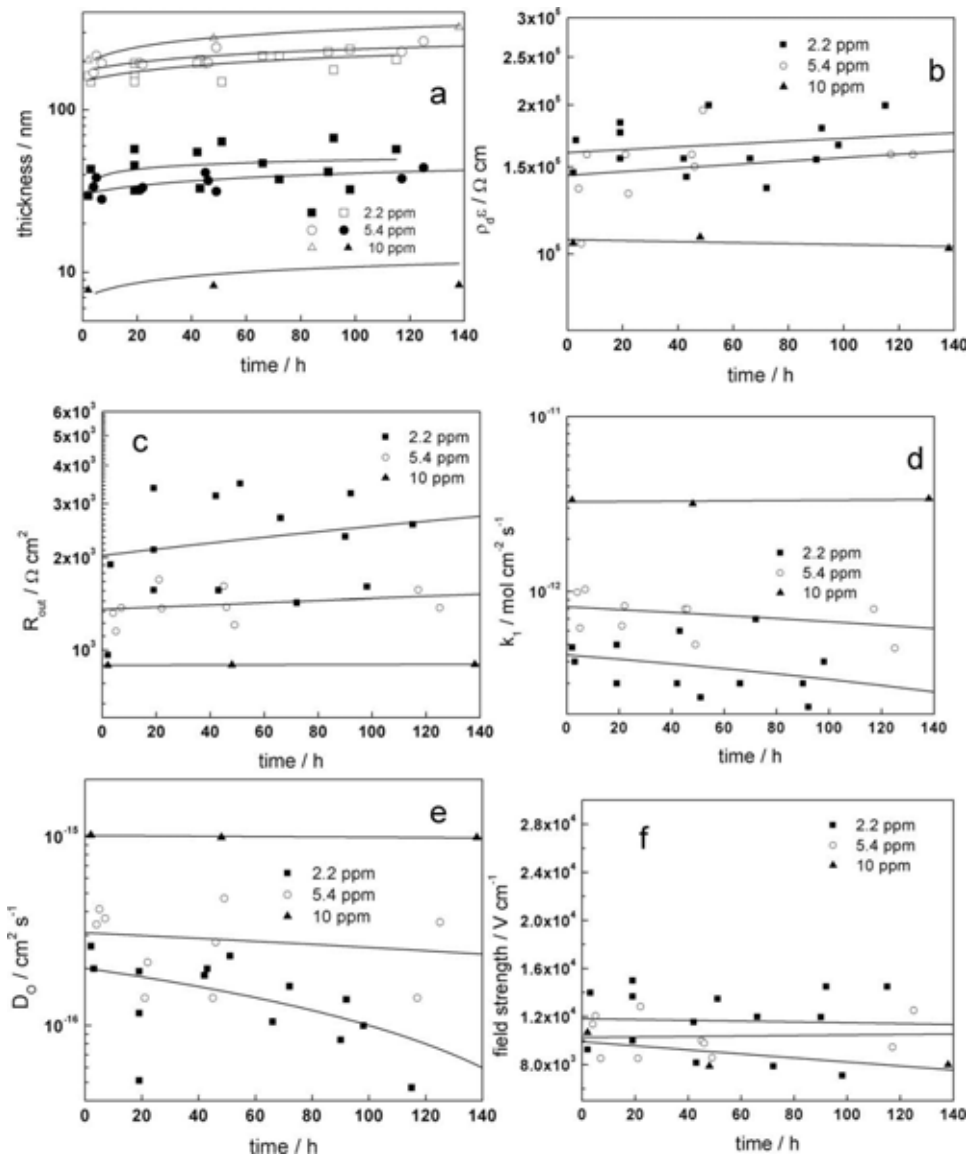 a
thickness / nm
100
10
2.2 ppm
5.4 ppm
10 ppm
0 20 40 60 80 100 120 140
time / h
b
ρdε / Ω cm
3x10⁵
2x10⁵
1.5x10⁵
10⁵
2.2 ppm
5.4 ppm
10 ppm
0 20 40 60 80 100 120 140
time / h
c
Rout / Ω cm²
6x10³
5x10³
4x10³
3x10³
2x10³
10³
2.2 ppm
5.4 ppm
10 ppm
0 20 40 60 80 100 120 140
time / h
d
k₁ / mol cm⁻² s⁻¹
10⁻¹¹
10⁻¹²
2.2 ppm
5.4 ppm
10 ppm
0 20 40 60 80 100 120 140
time / h
e
DO / cm² s⁻¹
10⁻¹⁵
10⁻¹⁶
2.2 ppm
5.4 ppm
10 ppm
0 20 40 60 80 100 120 140
time / h
f
field strength / V cm⁻¹
2.8x10⁴
2.4x10⁴
2.0x10⁴
1.6x10⁴
1.2x10⁴
8.0x10³
2.2 ppm
5.4 ppm
10 ppm
0 20 40 60 80 100 120 140
time / h